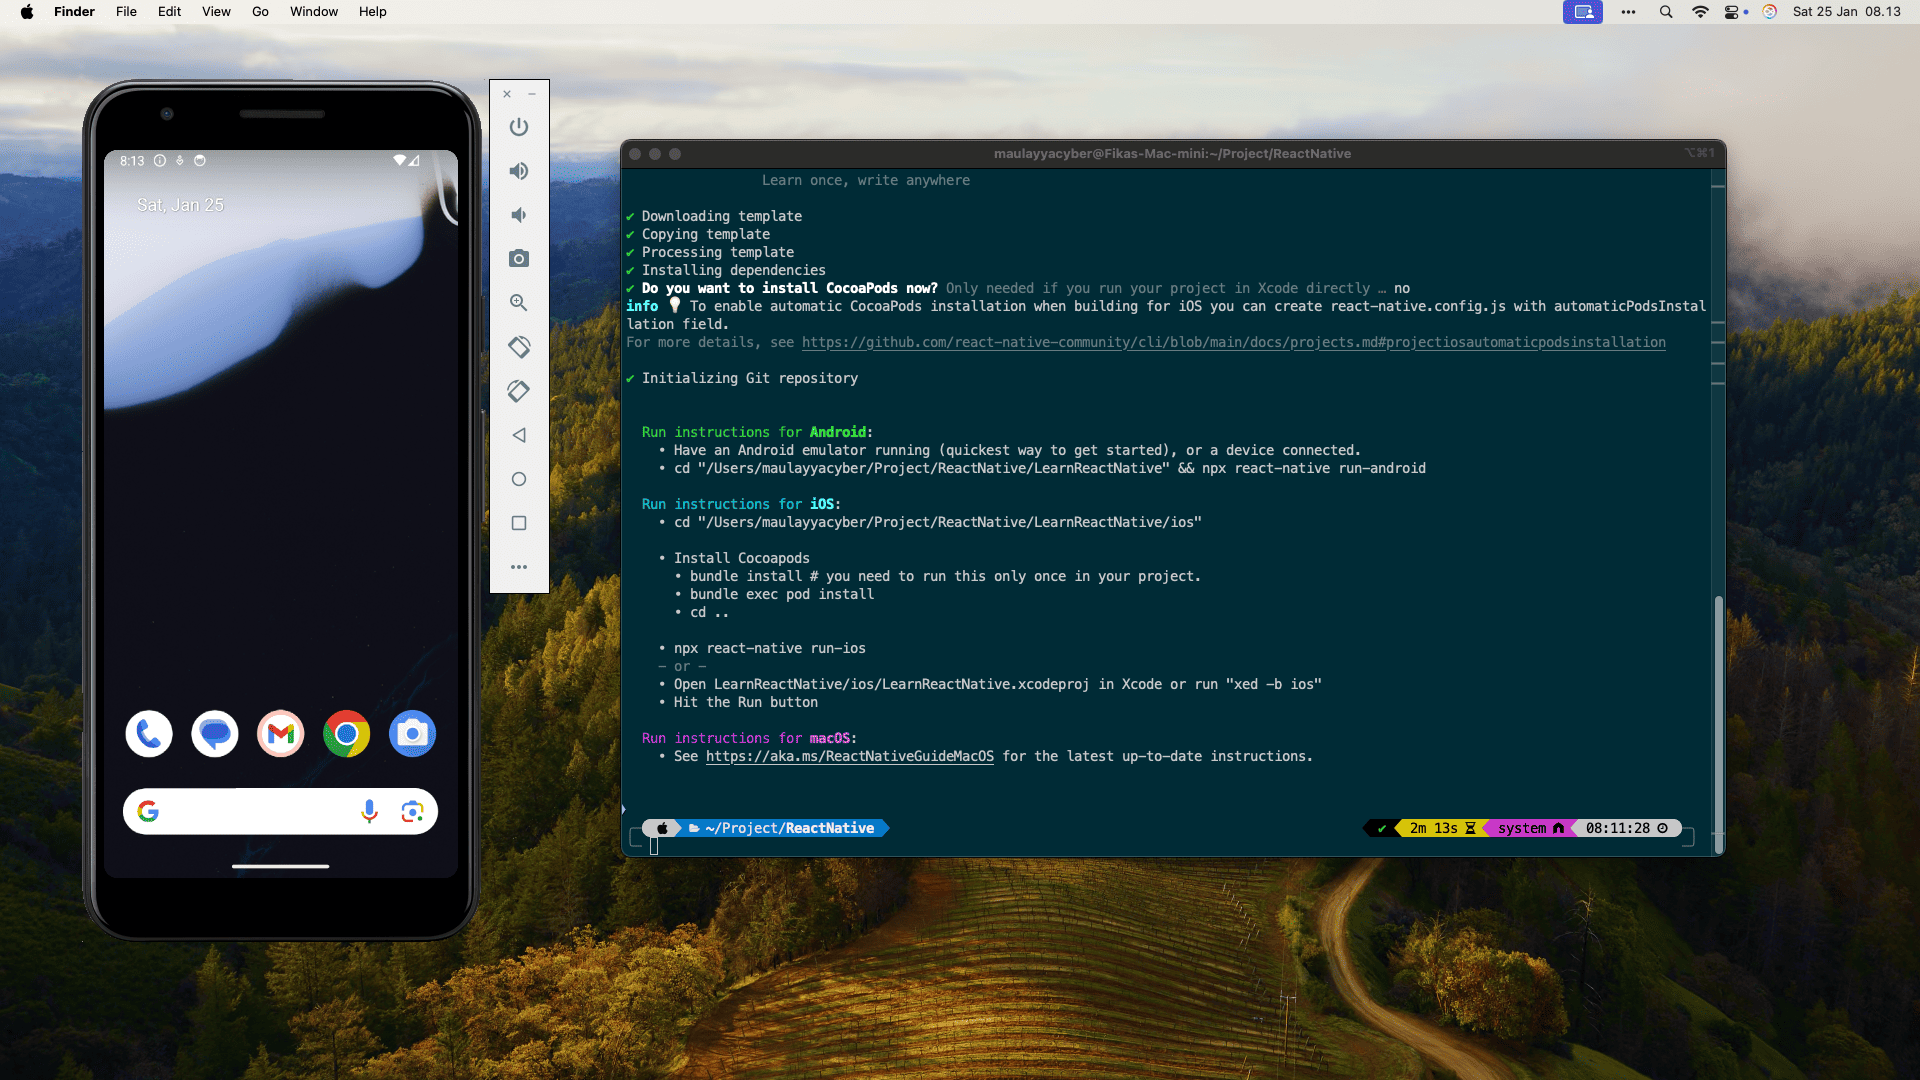 Finder File Edit View Go Window Help
Sat 25 Jan 08.13
8:13
Sat, Jan 25
maulayyacyber@Fikas-Mac-mini:~/Project/ReactNative
⌥⌘1
Learn once, write anywhere
✔ Downloading template
✔ Copying template
✔ Processing template
✔ Installing dependencies
✔ Do you want to install CocoaPods now? Only needed if you run your project in Xcode directly … no
info 💡 To enable automatic CocoaPods installation when building for iOS you can create react-native.config.js with automaticPodsInstal
lation field.
For more details, see https://github.com/react-native-community/cli/blob/main/docs/projects.md#projectiosautomaticpodsinstallation
✔ Initializing Git repository
Run instructions for Android:
• Have an Android emulator running (quickest way to get started), or a device connected.
• cd "/Users/maulayyacyber/Project/ReactNative/LearnReactNative" && npx react-native run-android
Run instructions for iOS:
• cd "/Users/maulayyacyber/Project/ReactNative/LearnReactNative/ios"
• Install Cocoapods
• bundle install # you need to run this only once in your project.
• bundle exec pod install
• cd ..
• npx react-native run-ios
– or –
• Open LearnReactNative/ios/LearnReactNative.xcodeproj in Xcode or run "xed -b ios"
• Hit the Run button
Run instructions for macOS:
• See https://aka.ms/ReactNativeGuideMacOS for the latest up-to-date instructions.
~/Project/ReactNative
✔ 2m 13s system 08:11:28